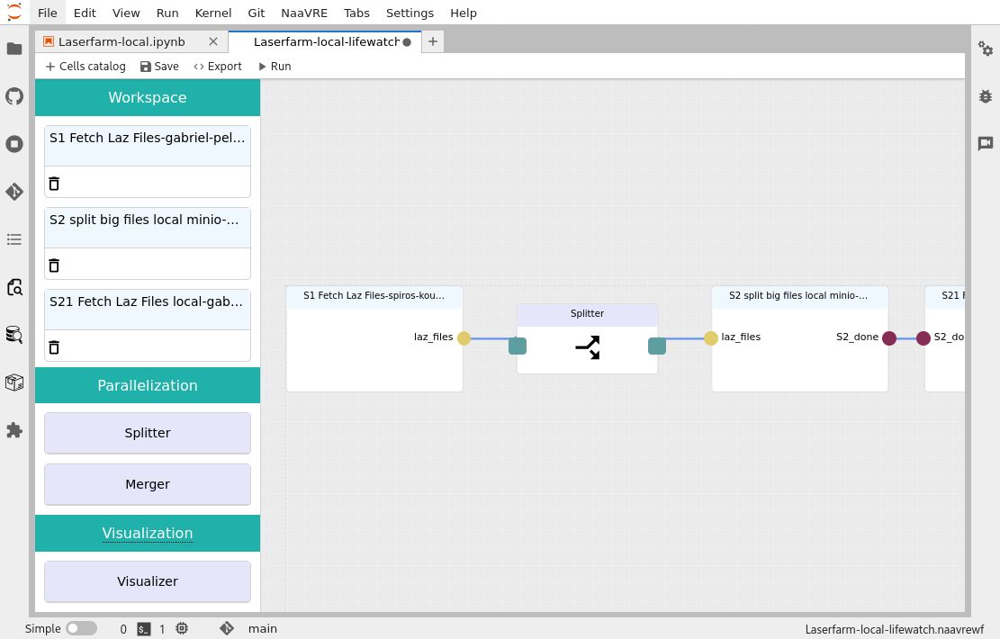 File Edit View Run Kernel Git NaaVRE Tabs Settings Help
Laserfarm-local.ipynb
Laserfarm-local-lifewatch
Cells catalog Save Export Run
Workspace
S1 Fetch Laz Files-gabriel-pel...
S2 split big files local minio-...
S21 Fetch Laz Files local-gab...
Parallelization
Splitter
Merger
Visualization
Visualizer
S1 Fetch Laz Files-spiros-kou...
laz_files
Splitter
S2 split big files local minio-...
laz_files
S2_done
S21 F
S2_do
Simple 0 $_ 1 main Laserfarm-local-lifewatch.naavrewf